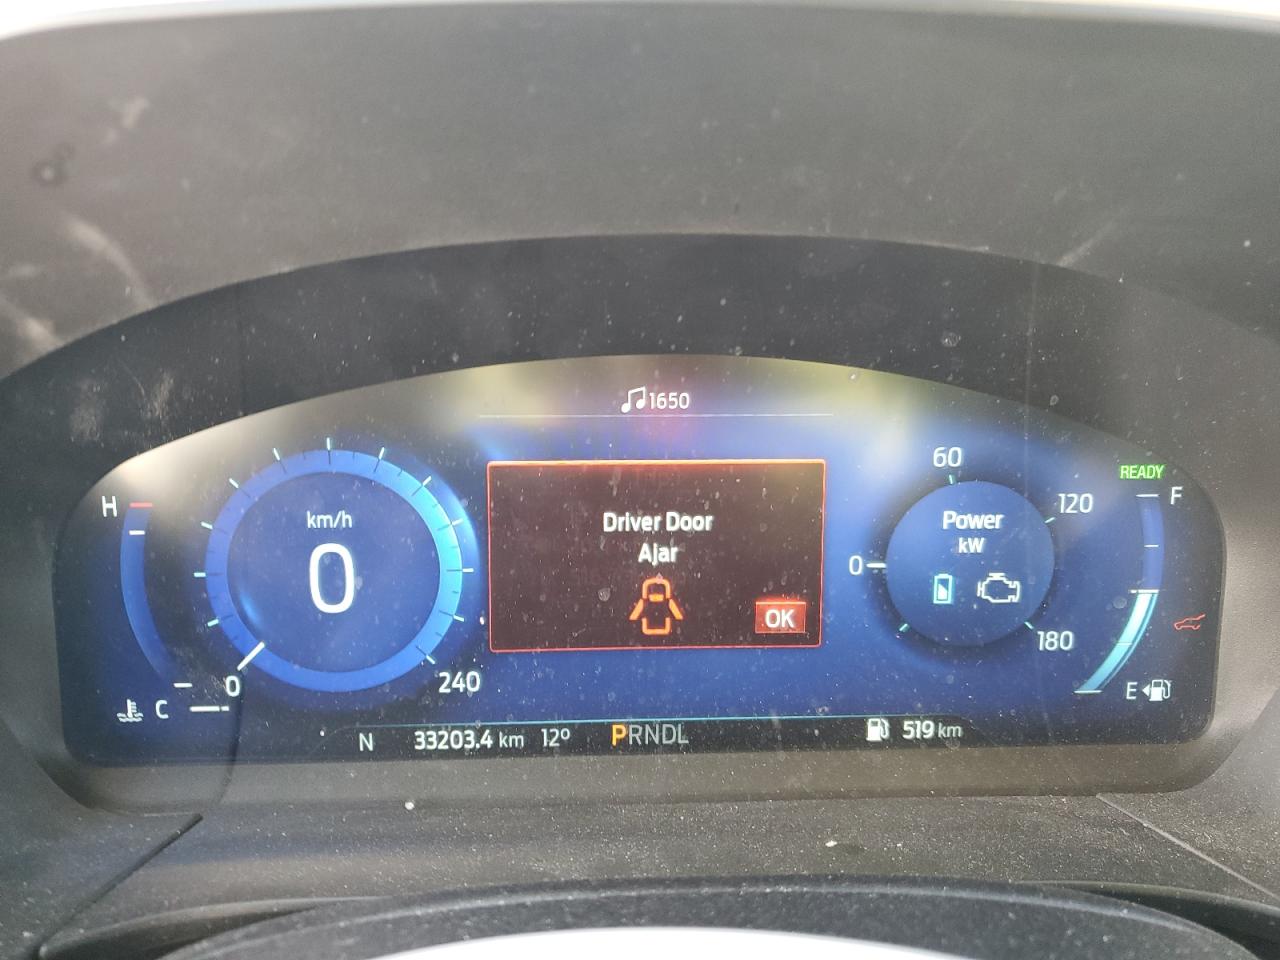 1650
H
km/h
0
0
240
C
Driver Door
Ajar
OK
60
120
Power
kW
0
180
READY
F
E
N 33203.4 km 12° PRNDL 519 km